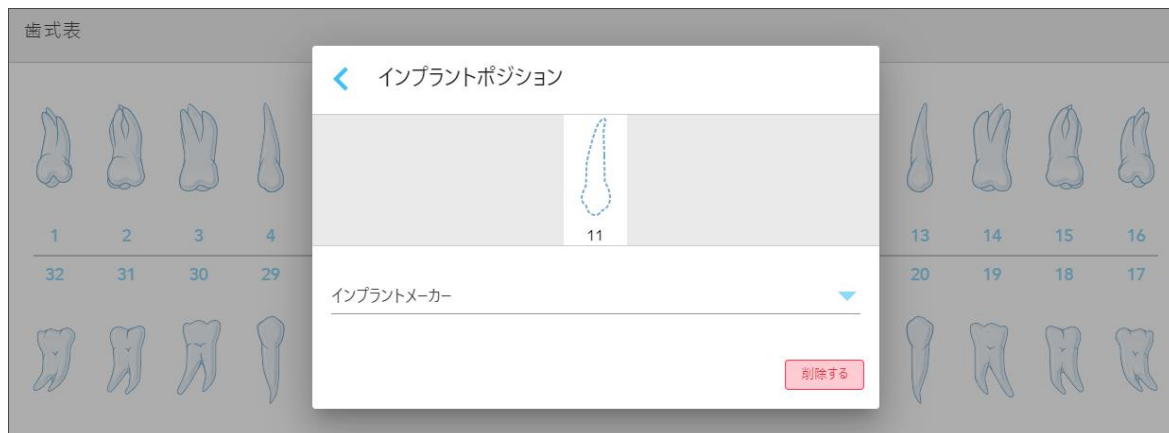 歯式表
インプラントポジション
11
1 2 3 4 13 14 15 16
32 31 30 29 20 19 18 17
インプラントメーカー
削除する